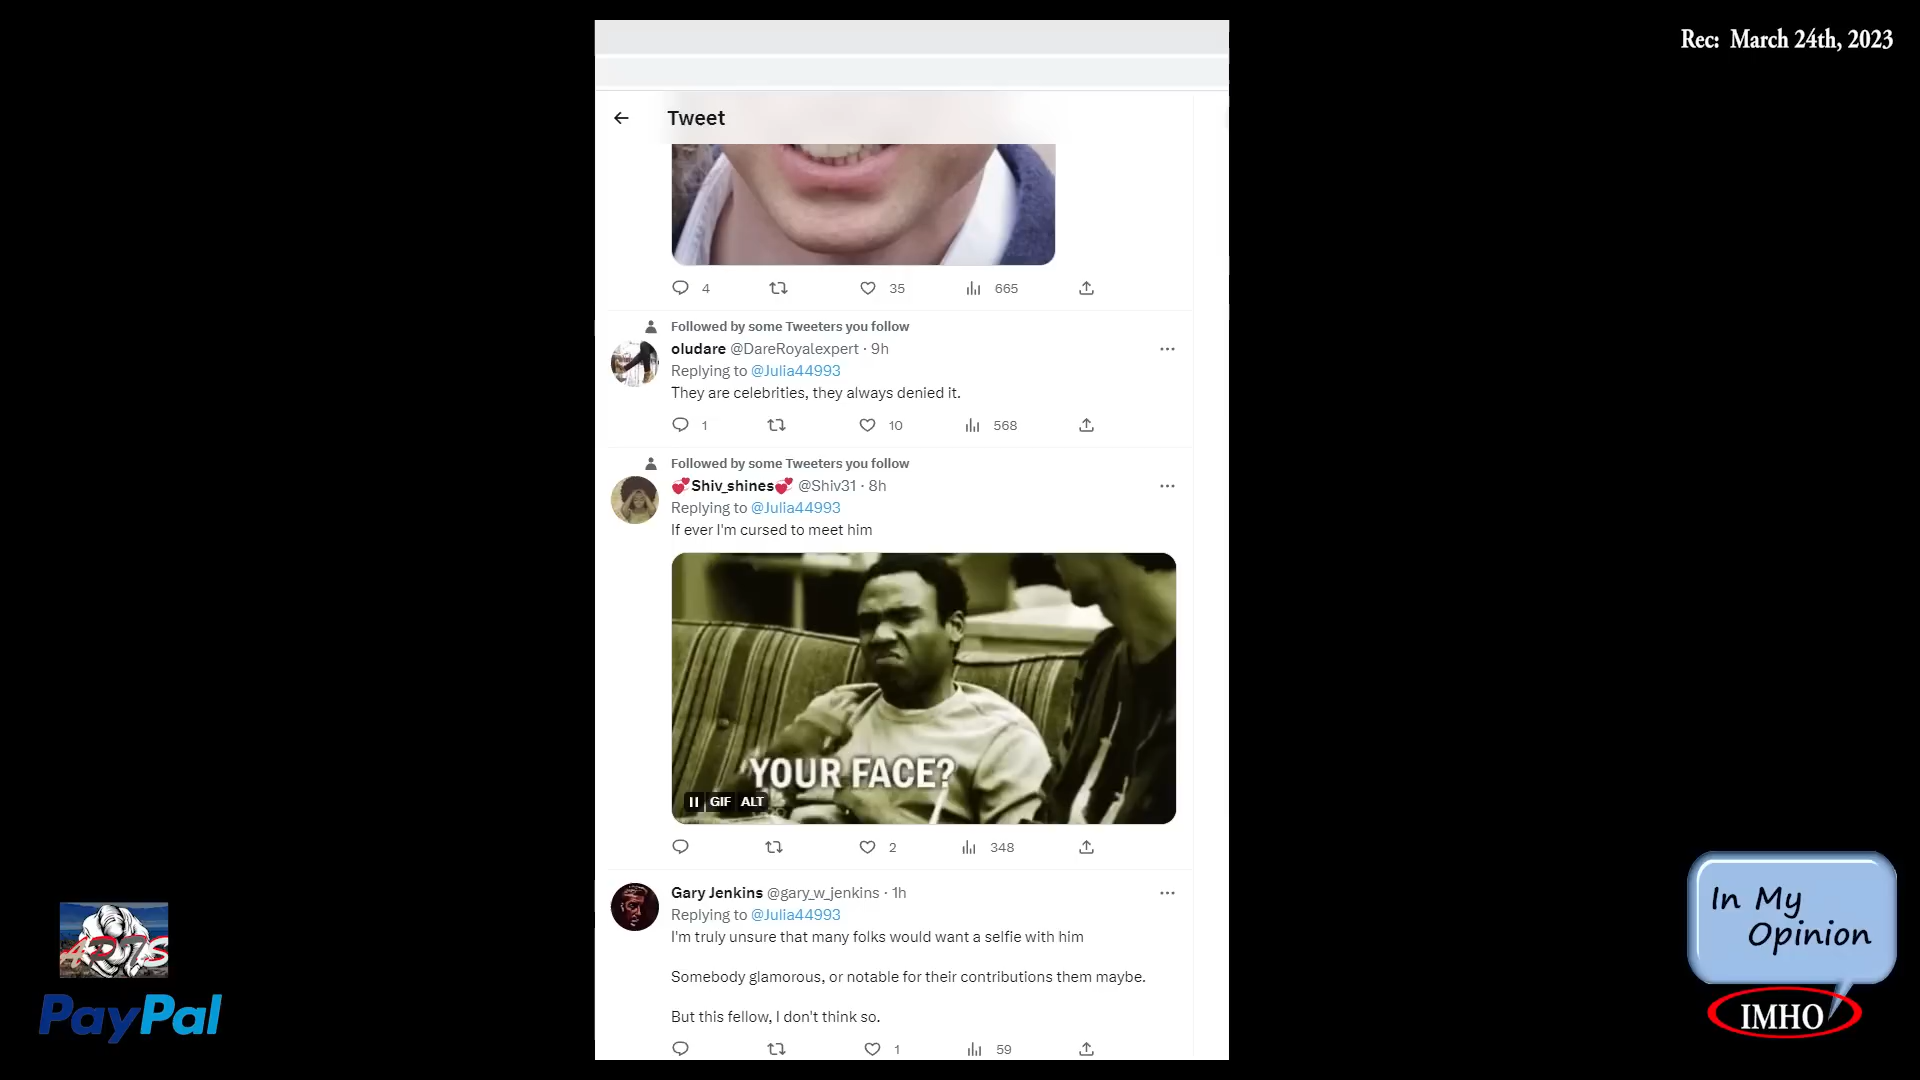 Rec: March 24th, 2023
Tweet
4 35 665
Followed by some Tweeters you follow
oludare @DareRoyalexpert · 9h
Replying to @Julia44993
They are celebrities, they always denied it.
1 10 568
Followed by some Tweeters you follow
💞Shiv_shines💞 @Shiv31 · 8h
Replying to @Julia44993
If ever I'm cursed to meet him
YOUR FACE?
GIF ALT
2 348
Gary Jenkins @gary_w_jenkins · 1h
Replying to @Julia44993
I'm truly unsure that many folks would want a selfie with him
Somebody glamorous, or notable for their contributions them maybe.
But this fellow, I don't think so.
1 59
PayPal
In My
Opinion
IMHO